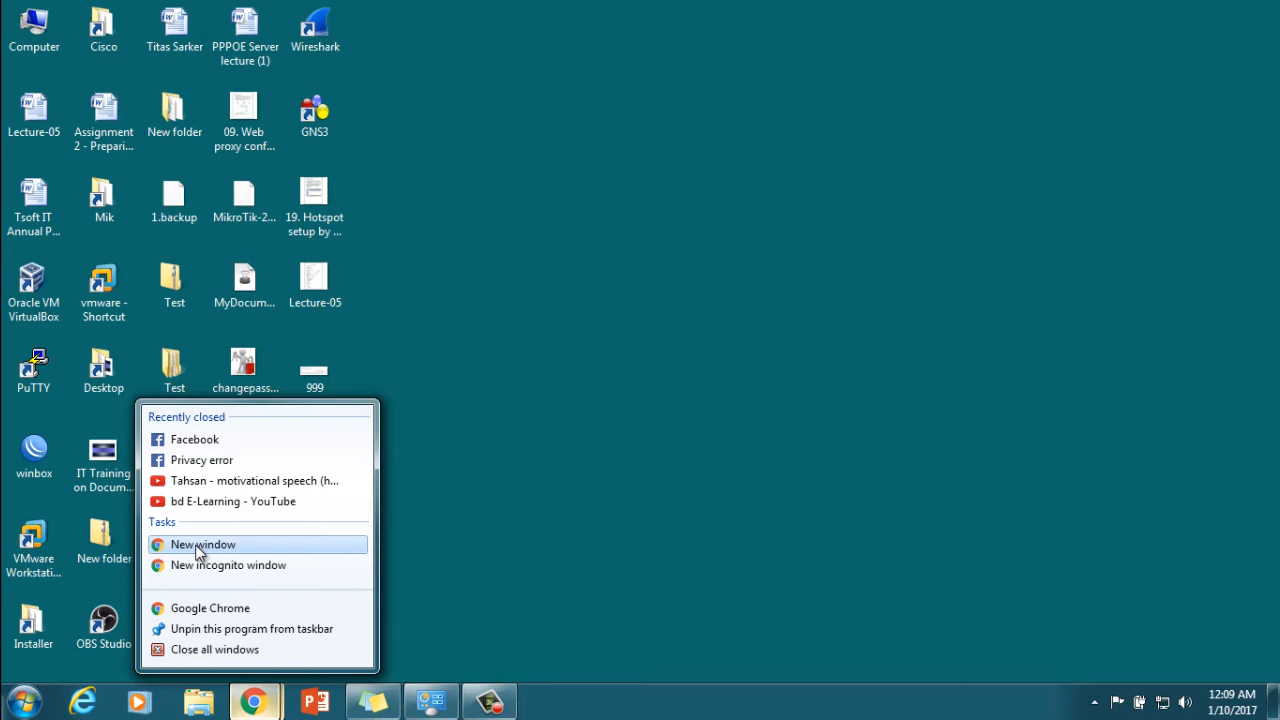 Computer
Cisco
Titas Sarker
PPPOE Server
lecture (1)
Wireshark
Lecture-05
Assignment
2 - Prepari...
New folder
09. Web
proxy conf...
GNS3
Tsoft IT
Annual P...
Mik
1.backup
MikroTik-2...
19. Hotspot
setup by ...
Oracle VM
VirtualBox
vmware -
Shortcut
Test
MyDocum...
Lecture-05
PuTTY
Desktop
Test
changepass...
999
winbox
IT Training
on Docum...
VMware
Workstati...
New folder
Installer
OBS Studio
Recently closed
Facebook
Privacy error
Tahsan - motivational speech (h...
bd E-Learning - YouTube
Tasks
New window
New incognito window
Google Chrome
Unpin this program from taskbar
Close all windows
12:09 AM
1/10/2017